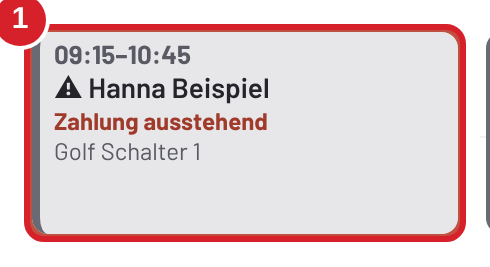 1
09:15–10:45
⚠ Hanna Beispiel
Zahlung ausstehend
Golf Schalter 1